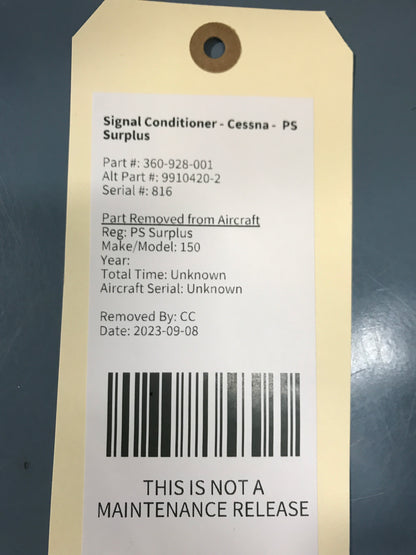 Signal Conditioner - Cessna - PS
Surplus
Part #: 360-928-001
Alt Part #: 9910420-2
Serial #: 816
Part Removed from Aircraft
Reg: PS Surplus
Make/Model: 150
Year:
Total Time: Unknown
Aircraft Serial: Unknown
Removed By: CC
Date: 2023-09-08
THIS IS NOT A
MAINTENANCE RELEASE